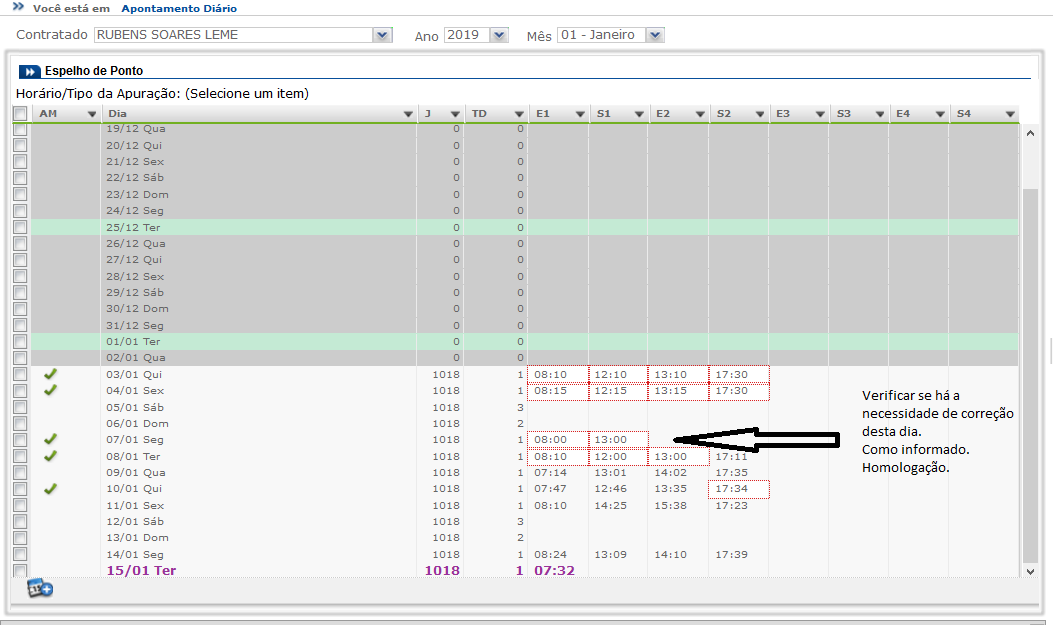 Você está em Apontamento Diário
Contratado RUBENS SOARES LEME Ano 2019 Mês 01 - Janeiro
Espelho de Ponto
Horário/Tipo da Apuração: (Selecione um item)
AM Dia J TD E1 S1 E2 S2 E3 S3 E4 S4
19/12 Qua 0 0
20/12 Qui 0 0
21/12 Sex 0 0
22/12 Sáb 0 0
23/12 Dom 0 0
24/12 Seg 0 0
25/12 Ter 0 0
26/12 Qua 0 0
27/12 Qui 0 0
28/12 Sex 0 0
29/12 Sáb 0 0
30/12 Dom 0 0
31/12 Seg 0 0
01/01 Ter 0 0
02/01 Qua 0 0
03/01 Qui 1018 1 08:10 12:10 13:10 17:30
04/01 Sex 1018 1 08:15 12:15 13:15 17:30
05/01 Sáb 1018 3
06/01 Dom 1018 2
07/01 Seg 1018 1 08:00 13:00
08/01 Ter 1018 1 08:10 12:00 13:00 17:11
09/01 Qua 1018 1 07:14 13:01 14:02 17:35
10/01 Qui 1018 1 07:47 12:46 13:35 17:34
11/01 Sex 1018 1 08:10 14:25 15:38 17:23
12/01 Sáb 1018 3
13/01 Dom 1018 2
14/01 Seg 1018 1 08:24 13:09 14:10 17:39
15/01 Ter 1018 1 07:32
Verificar se há a
necessidade de correção
desta dia.
Como informado.
Homologação.